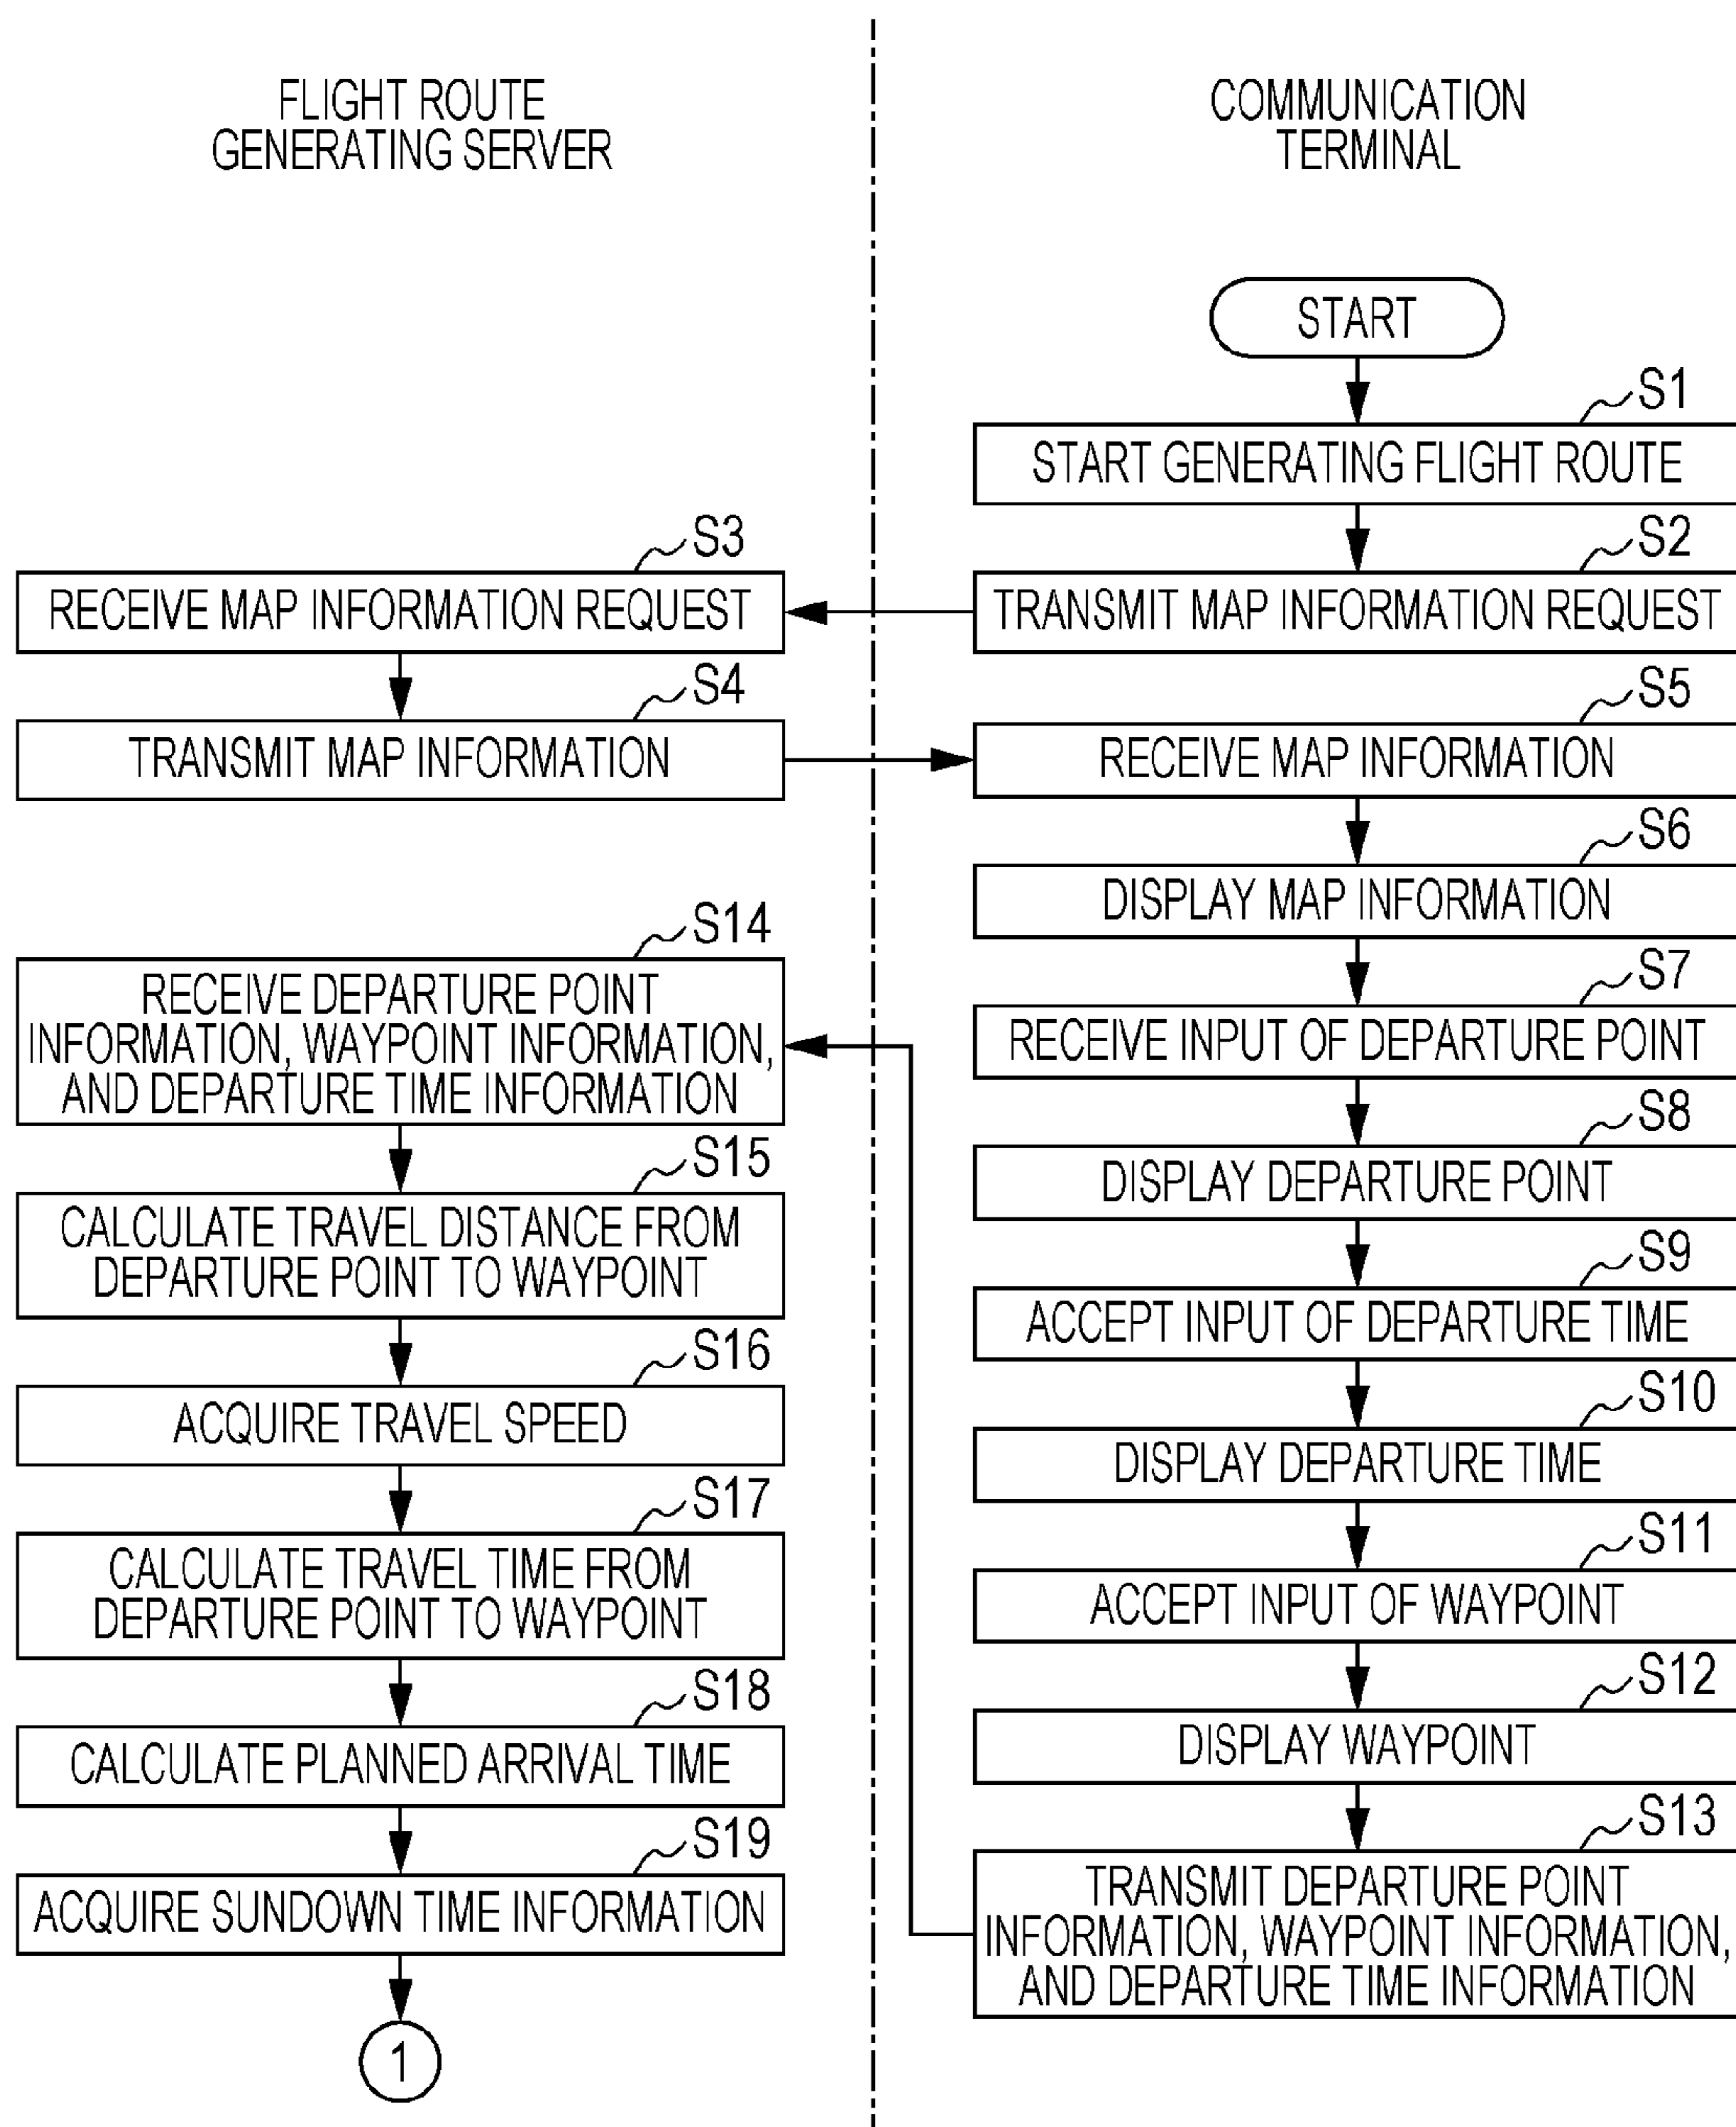 FLIGHT ROUTE
GENERATING SERVER
COMMUNICATION
TERMINAL
START
S1
START GENERATING FLIGHT ROUTE
S2
TRANSMIT MAP INFORMATION REQUEST
S3
RECEIVE MAP INFORMATION REQUEST
S4
TRANSMIT MAP INFORMATION
S5
RECEIVE MAP INFORMATION
S6
DISPLAY MAP INFORMATION
S7
RECEIVE INPUT OF DEPARTURE POINT
S8
DISPLAY DEPARTURE POINT
S9
ACCEPT INPUT OF DEPARTURE TIME
S10
DISPLAY DEPARTURE TIME
S11
ACCEPT INPUT OF WAYPOINT
S12
DISPLAY WAYPOINT
S13
TRANSMIT DEPARTURE POINT
INFORMATION, WAYPOINT INFORMATION,
AND DEPARTURE TIME INFORMATION
S14
RECEIVE DEPARTURE POINT
INFORMATION, WAYPOINT INFORMATION,
AND DEPARTURE TIME INFORMATION
S15
CALCULATE TRAVEL DISTANCE FROM
DEPARTURE POINT TO WAYPOINT
S16
ACQUIRE TRAVEL SPEED
S17
CALCULATE TRAVEL TIME FROM
DEPARTURE POINT TO WAYPOINT
S18
CALCULATE PLANNED ARRIVAL TIME
S19
ACQUIRE SUNDOWN TIME INFORMATION
1